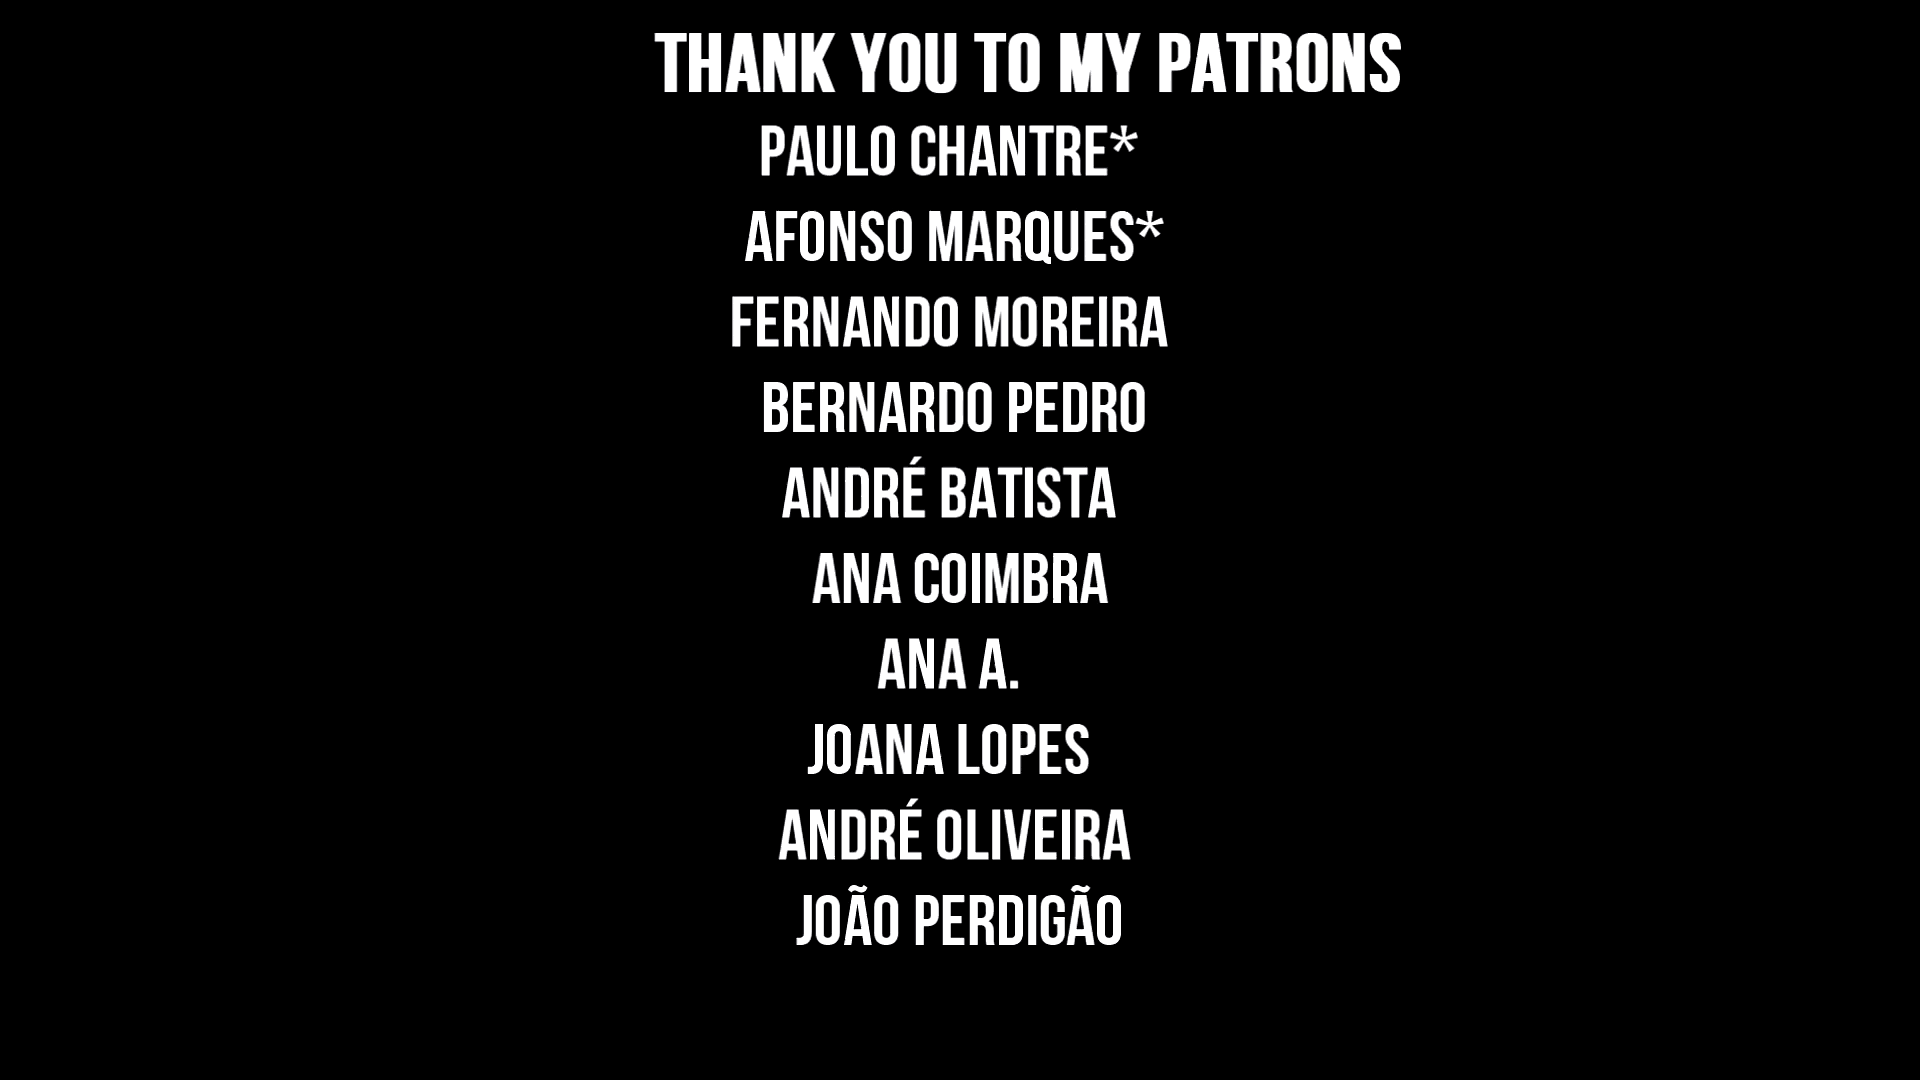 THANK YOU TO MY PATRONS
PAULO CHANTRE*
AFONSO MARQUES*
FERNANDO MOREIRA
BERNARDO PEDRO
ANDRÉ BATISTA
ANA COIMBRA
ANA A.
JOANA LOPES
ANDRÉ OLIVEIRA
JOÃO PERDIGÃO